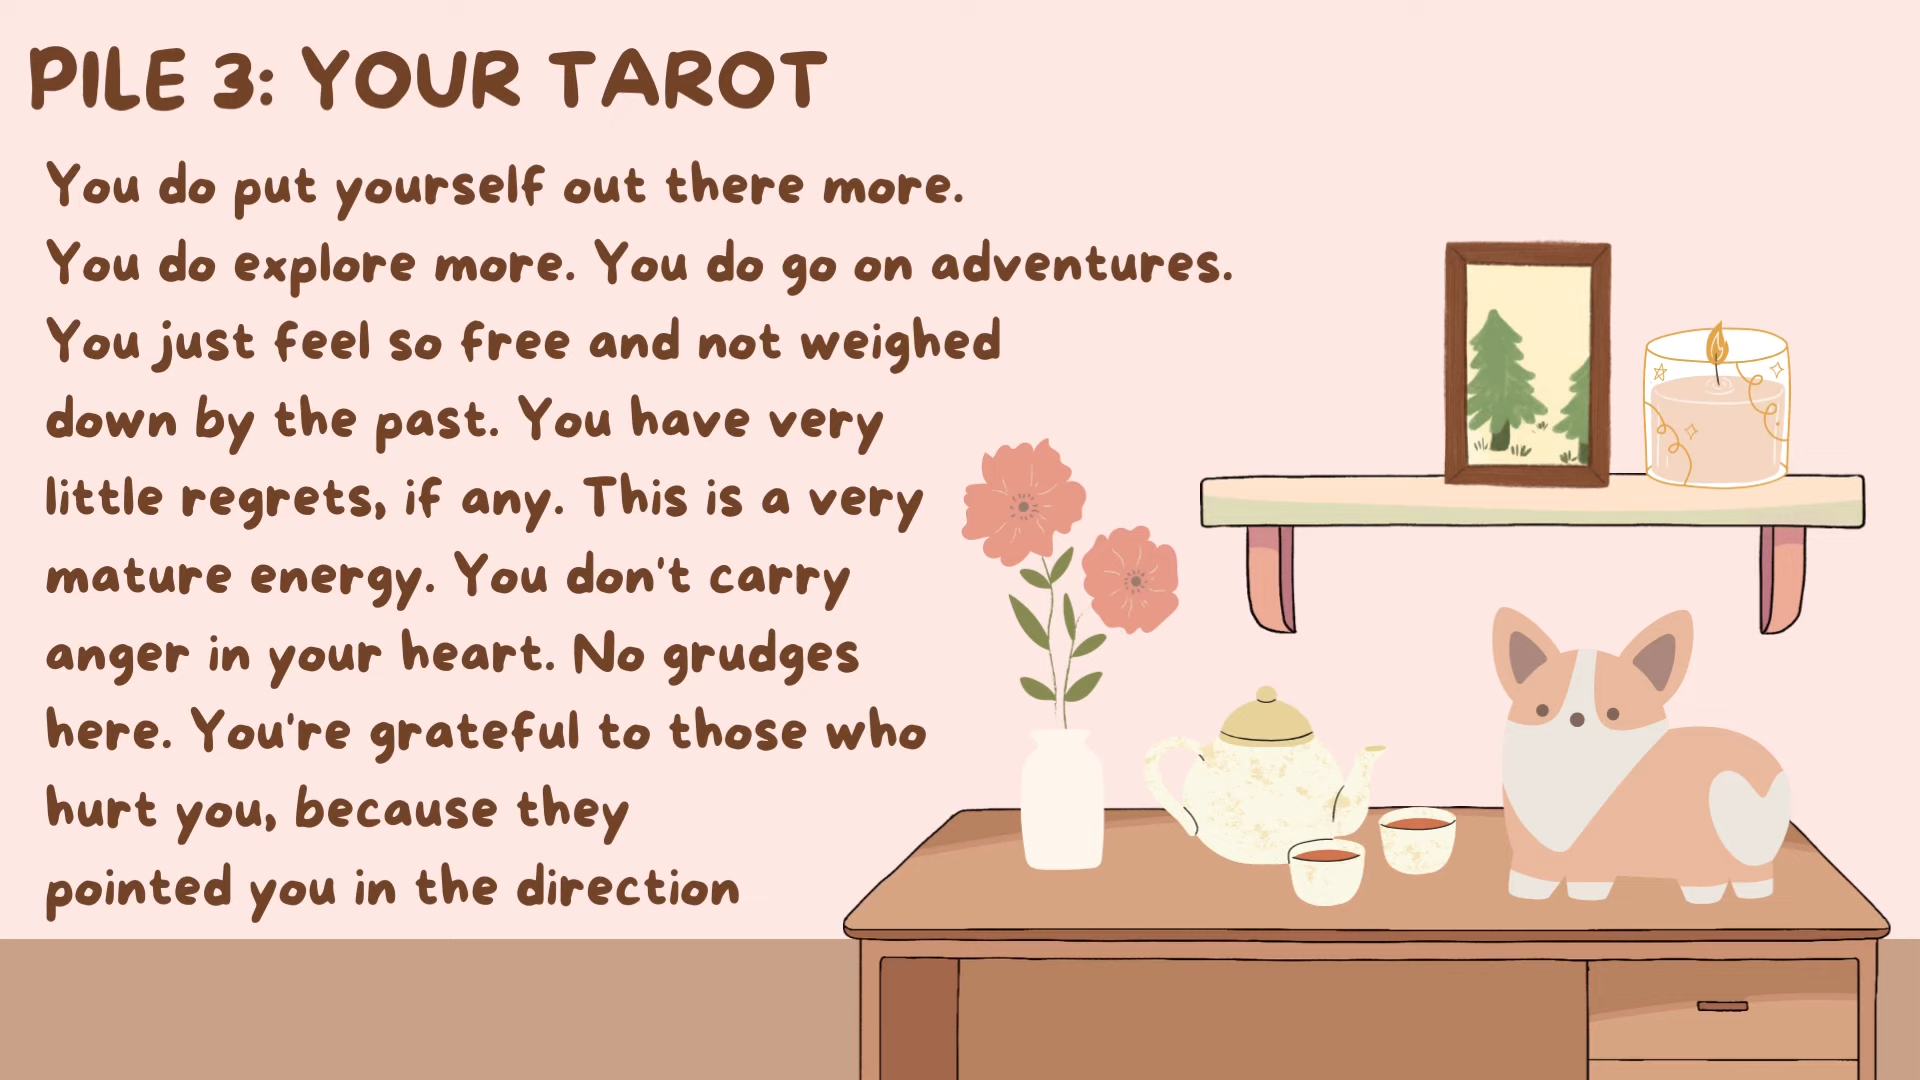 PILE 3: YOUR TAROT
You do put yourself out there more.
You do explore more. You do go on adventures.
You just feel so free and not weighed
down by the past. You have very
little regrets, if any. This is a very
mature energy. You don't carry
anger in your heart. No grudges
here. You're grateful to those who
hurt you, because they
pointed you in the direction